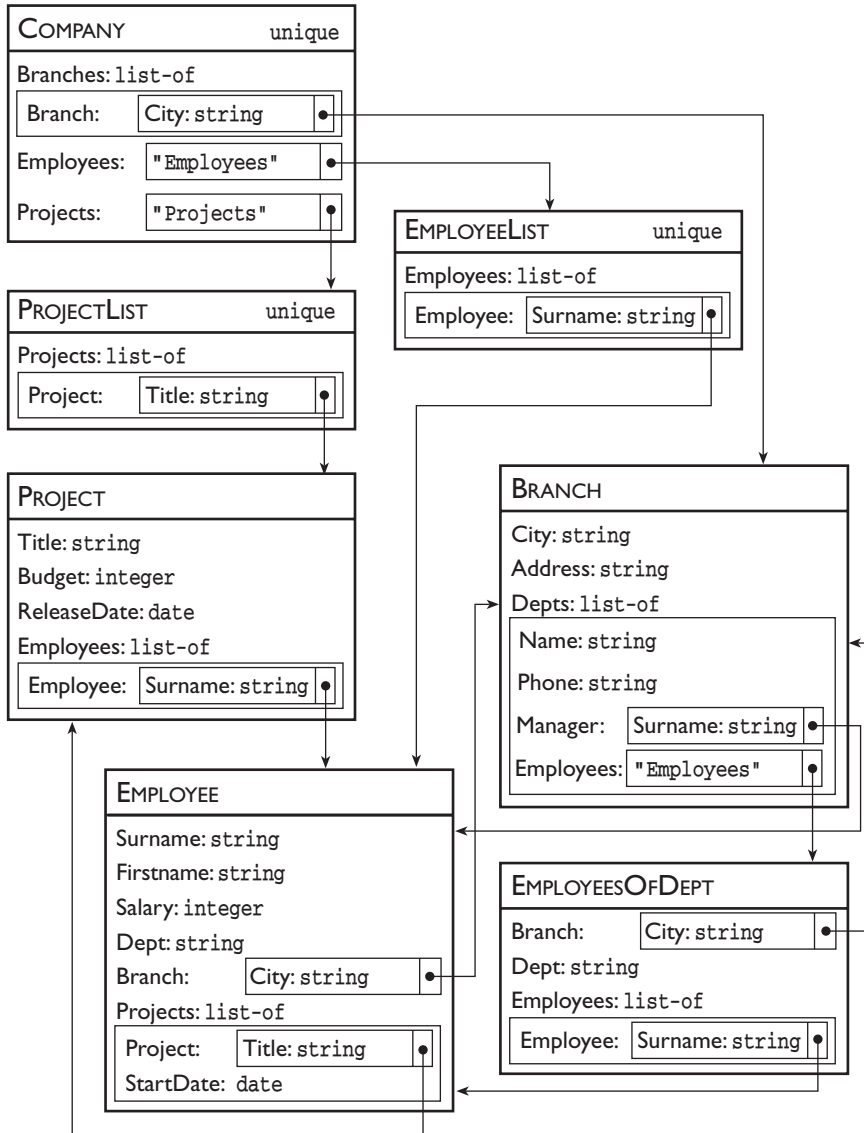 COMPANY unique
Branches: list-of
Branch: City: string
Employees: "Employees"
Projects: "Projects"
EMPLOYEELIST unique
Employees: list-of
Employee: Surname: string
PROJECTLIST unique
Projects: list-of
Project: Title: string
PROJECT
Title: string
Budget: integer
ReleaseDate: date
Employees: list-of
Employee: Surname: string
BRANCH
City: string
Address: string
Depts: list-of
Name: string
Phone: string
Manager: Surname: string
Employees: "Employees"
EMPLOYEE
Surname: string
Firstname: string
Salary: integer
Dept: string
Branch: City: string
Projects: list-of
Project: Title: string
StartDate: date
EMPLOYEESOFDEPT
Branch: City: string
Dept: string
Employees: list-of
Employee: Surname: string